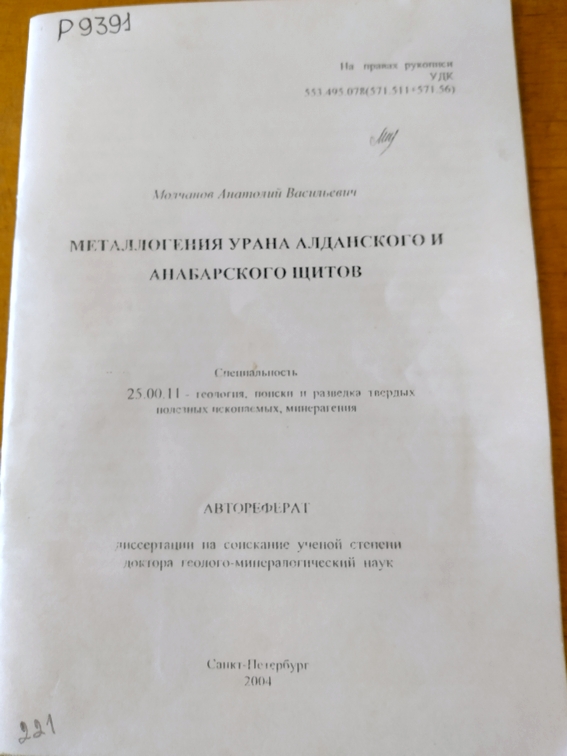 Р9391
На правах рукописи
УДК
553.495.078(571.511+571.56)
Молчанов Анатолий Васильевич
МЕТАЛЛОГЕНИЯ УРАНА АЛДАНСКОГО И
АНАБАРСКОГО ЩИТОВ
Специальность
25.00.11 - геология, поиски и разведка твердых
полезных ископаемых, минерагения
АВТОРЕФЕРАТ
диссертации на соискание ученой степени
доктора геолого-минералогический наук
Санкт-Петербург
2004
221